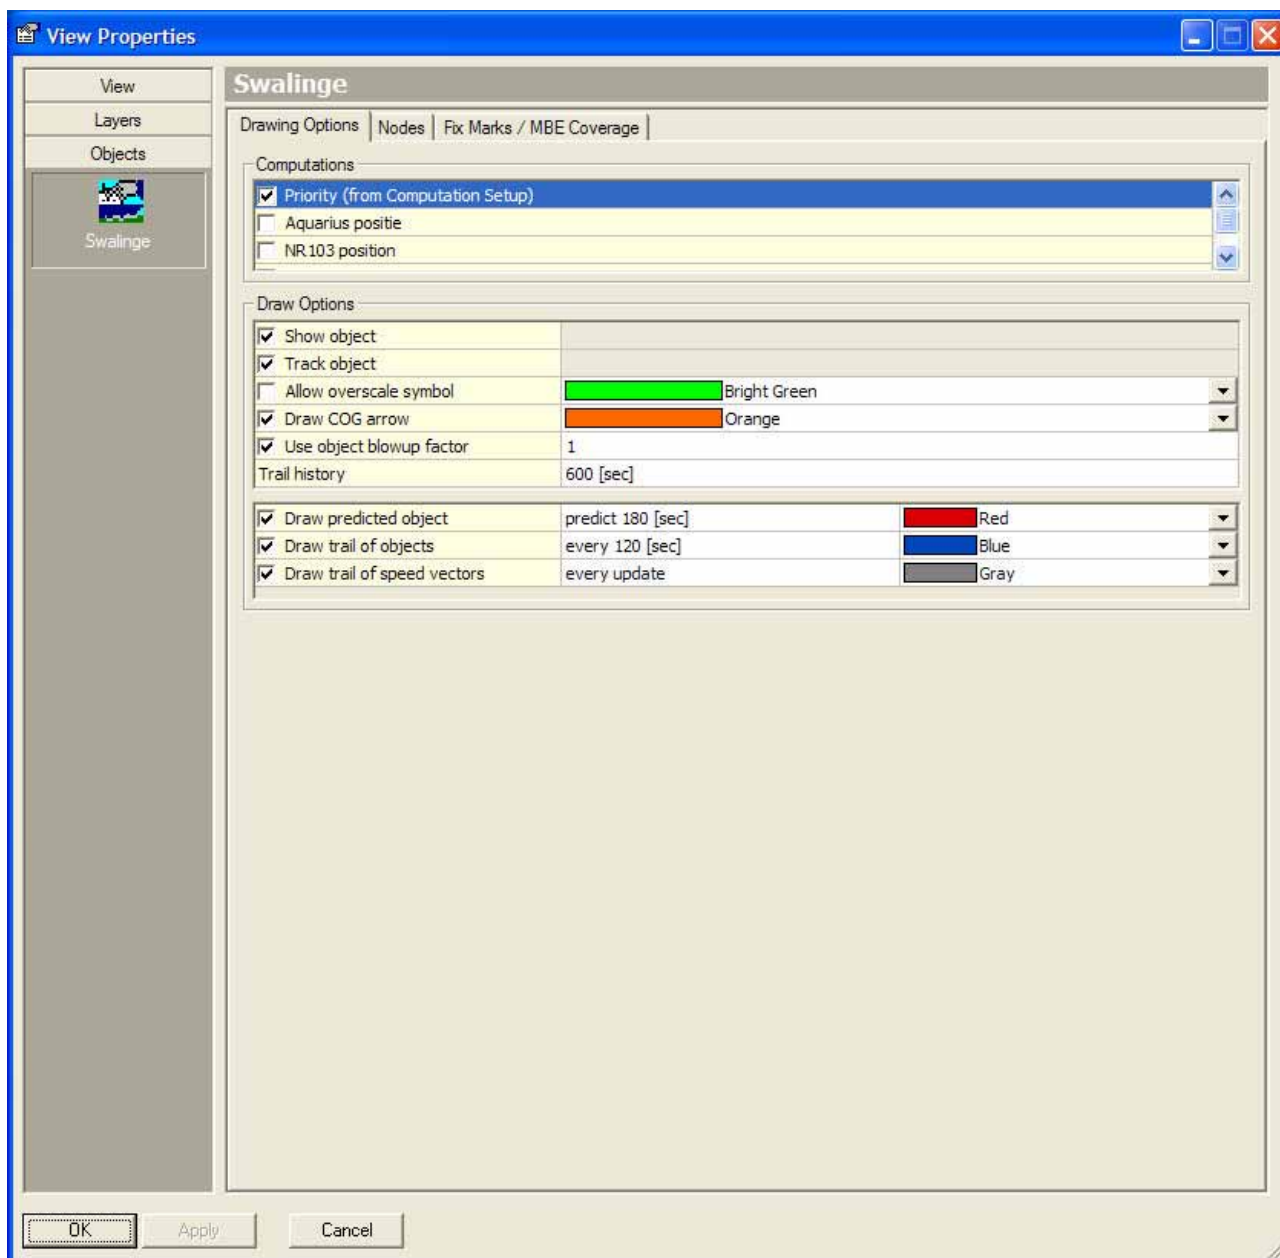 View Properties
View
Layers
Objects
Swalinge
Swalinge
Drawing Options Nodes Fix Marks / MBE Coverage
Computations
Priority (from Computation Setup)
Aquarius positie
NR103 position
Draw Options
Show object
Track object
Allow overscale symbol Bright Green
Draw COG arrow Orange
Use object blowup factor 1
Trail history 600 [sec]
Draw predicted object predict 180 [sec] Red
Draw trail of objects every 120 [sec] Blue
Draw trail of speed vectors every update Gray
OK Apply Cancel